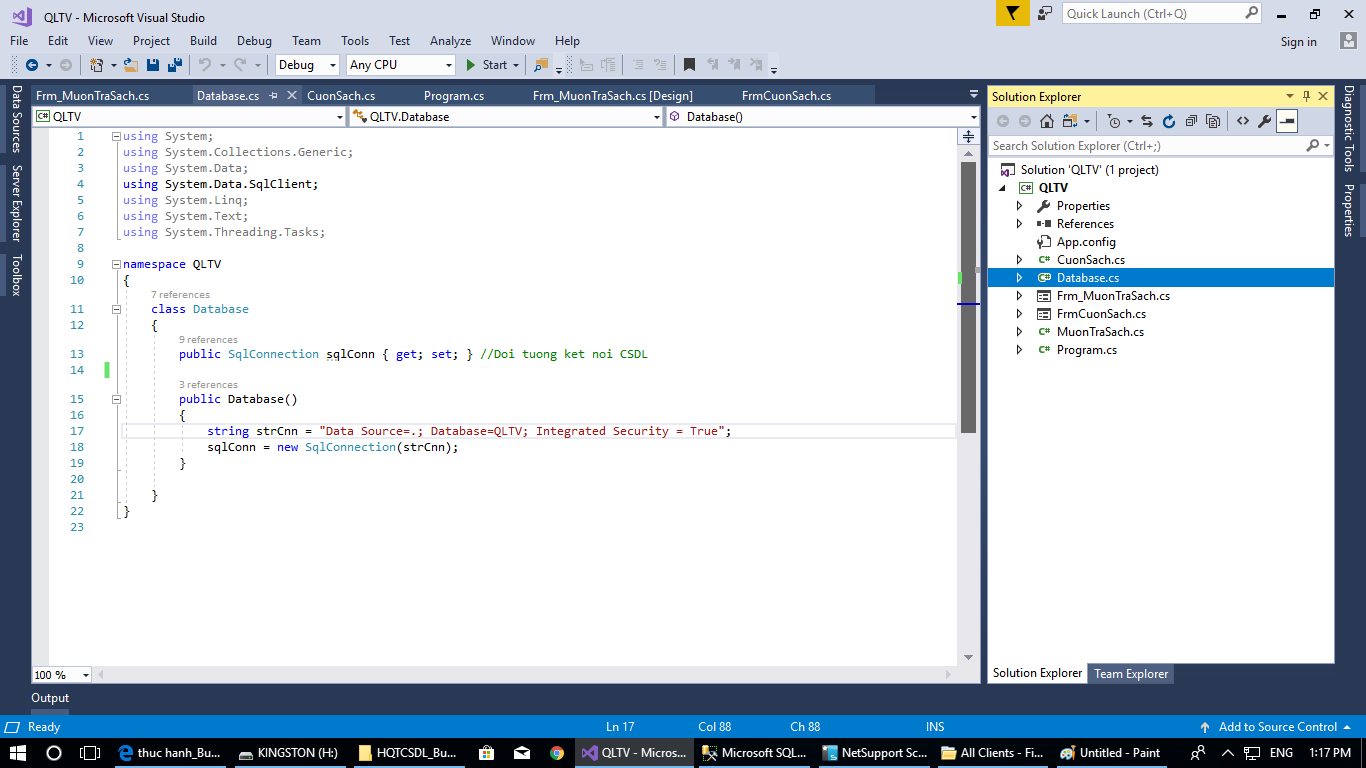 QLTV - Microsoft Visual Studio
Quick Launch (Ctrl+Q)
File Edit View Project Build Debug Team Tools Test Analyze Window Help
Sign in
Debug Any CPU Start
Data Sources
Server Explorer
Toolbox
Frm_MuonTraSach.cs Database.cs CuonSach.cs Program.cs Frm_MuonTraSach.cs [Design] FrmCuonSach.cs
QLTV QLTV.Database Database()
1 using System;
2 using System.Collections.Generic;
3 using System.Data;
4 using System.Data.SqlClient;
5 using System.Linq;
6 using System.Text;
7 using System.Threading.Tasks;
8
9 namespace QLTV
10 {
7 references
11 class Database
12 {
9 references
13 public SqlConnection sqlConn { get; set; } //Doi tuong ket noi CSDL
14
3 references
15 public Database()
16 {
17 string strCnn = "Data Source=.; Database=QLTV; Integrated Security = True";
18 sqlConn = new SqlConnection(strCnn);
19 }
20
21 }
22 }
23
100 %
Solution Explorer
Search Solution Explorer (Ctrl+;)
Solution 'QLTV' (1 project)
C# QLTV
Properties
References
App.config
C# CuonSach.cs
C# Database.cs
Frm_MuonTraSach.cs
FrmCuonSach.cs
C# MuonTraSach.cs
C# Program.cs
Solution Explorer Team Explorer
Diagnostic Tools
Properties
Output
Ready Ln 17 Col 88 Ch 88 INS Add to Source Control
thuc hanh_Bu... KINGSTON (H:) HQTCSDL_Bu... QLTV - Micros... Microsoft SQL... NetSupport Sc... All Clients - Fi... Untitled - Paint ENG 1:17 PM